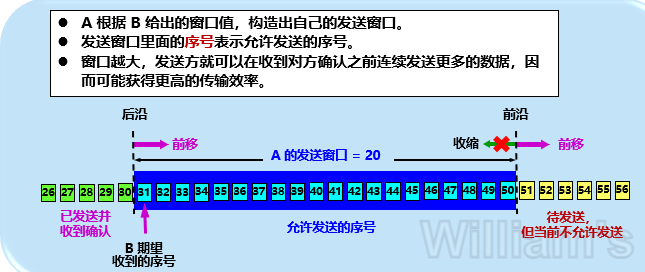 ● A 根据 B 给出的窗口值，构造出自己的发送窗口。
● 发送窗口里面的序号表示允许发送的序号。
● 窗口越大，发送方就可以在收到对方确认之前连续发送更多的数据，因
而可能获得更高的传输效率。
后沿 前沿
前移 收缩 前移
A 的发送窗口 = 20
26 27 28 29 30 31 32 33 34 35 36 37 38 39 40 41 42 43 44 45 46 47 48 49 50 51 52 53 54 55 56
已发送并
收到确认
允许发送的序号
待发送，
但当前不允许发送
B 期望
收到的序号
William's